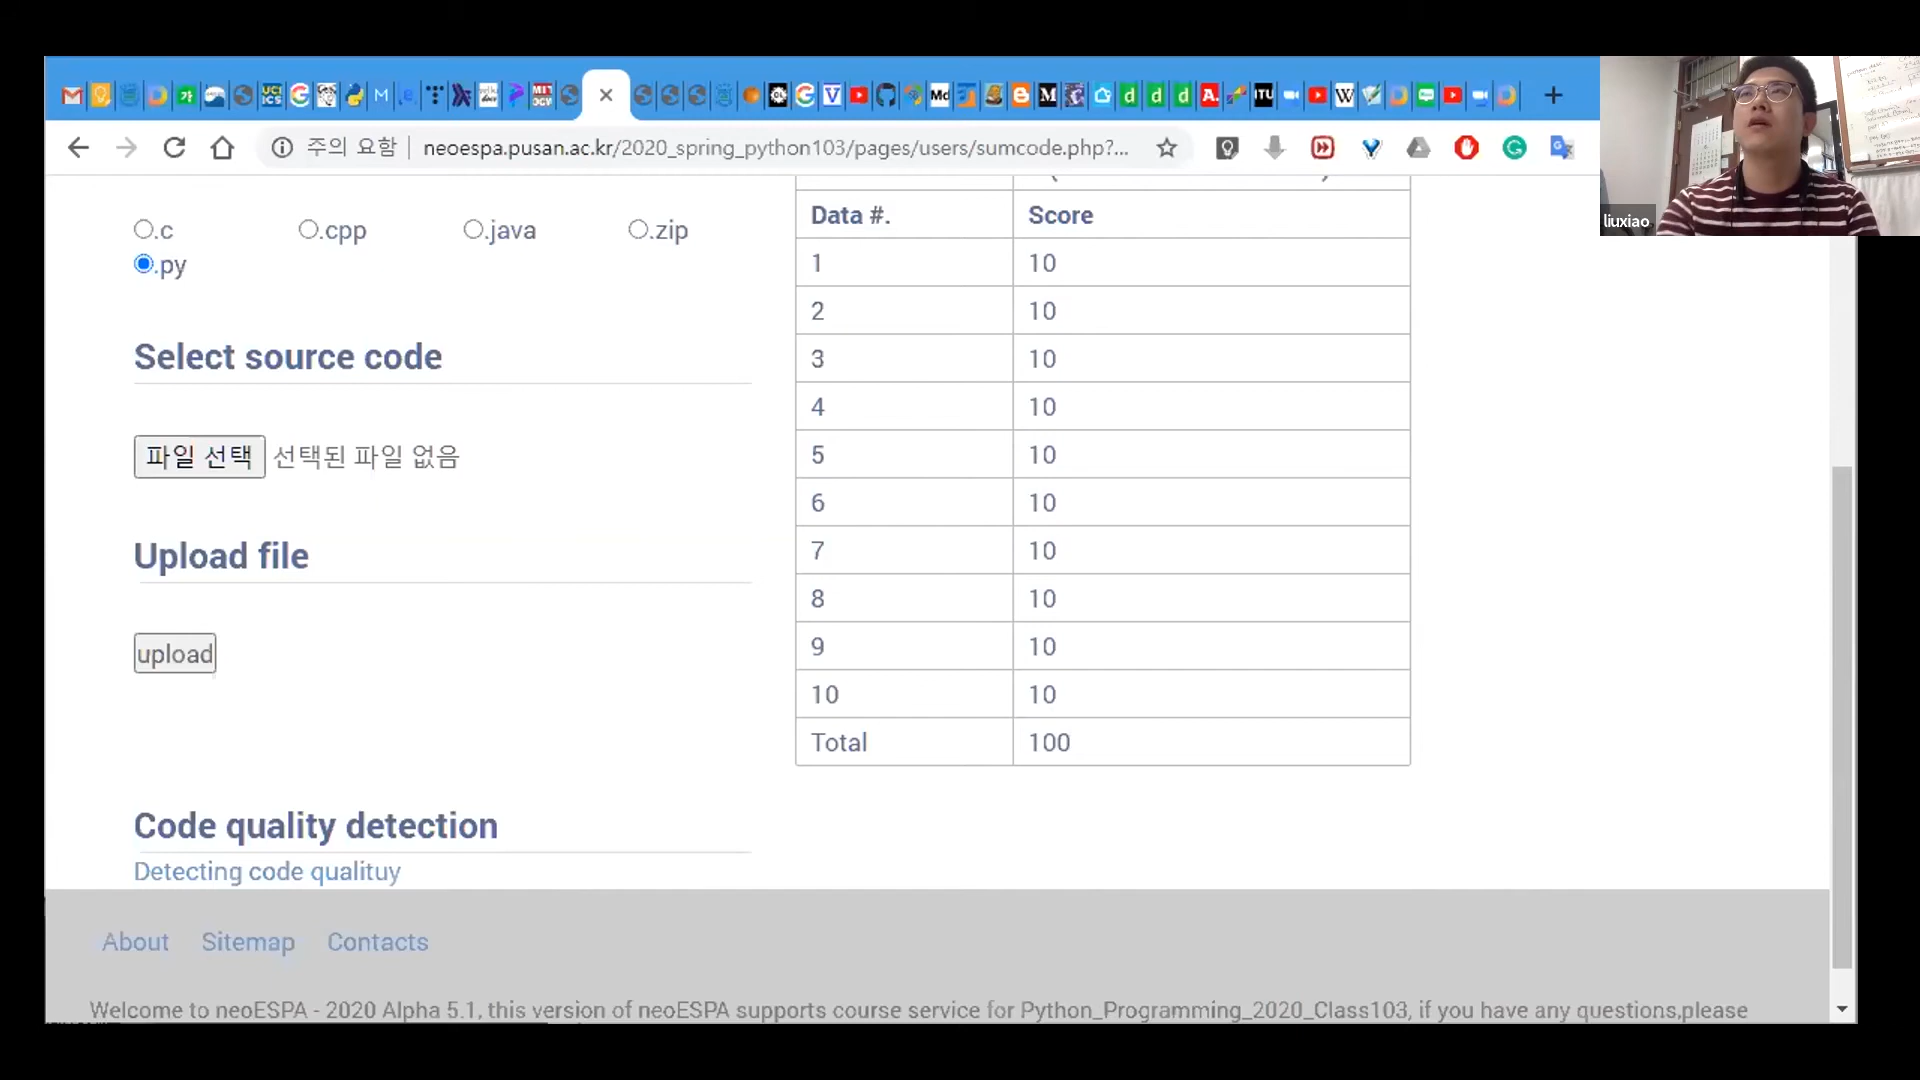 주의 요함
neoespa.pusan.ac.kr/2020_spring_python103/pages/users/sumcode.php?...
liuxiao
.c
.cpp
.java
.zip
.py
Select source code
파일 선택 선택된 파일 없음
Upload file
upload
Data #. Score
1 10
2 10
3 10
4 10
5 10
6 10
7 10
8 10
9 10
10 10
Total 100
Code quality detection
Detecting code qualituy
About Sitemap Contacts
Welcome to neoESPA - 2020 Alpha 5.1, this version of neoESPA supports course service for Python_Programming_2020_Class103, if you have any questions,please